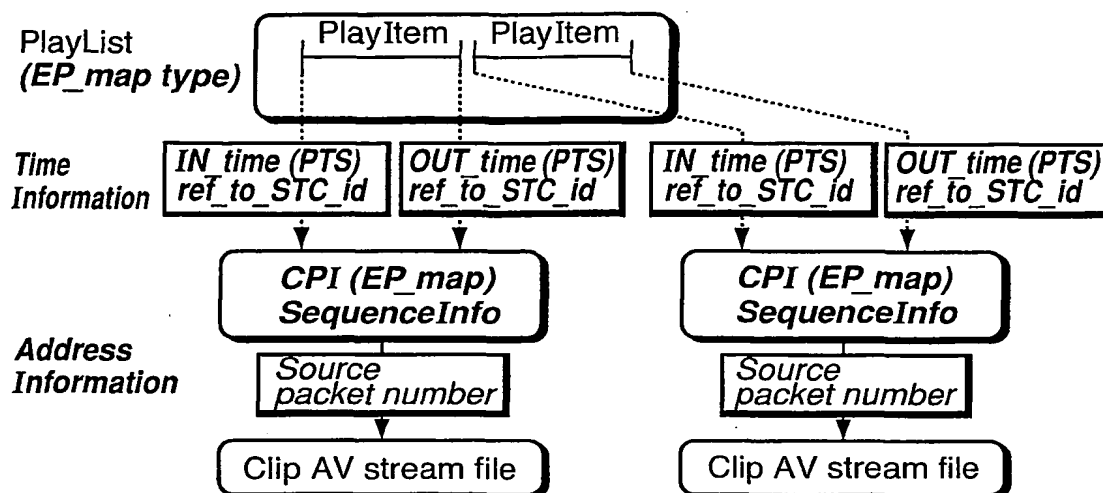 PlayItem PlayItem
PlayList
(EP_map type)
Time
Information
IN_time (PTS)
ref_to_STC_id
OUT_time (PTS)
ref_to_STC_id
IN_time (PTS)
ref_to_STC_id
OUT_time (PTS)
ref_to_STC_id
CPI (EP_map)
SequenceInfo
CPI (EP_map)
SequenceInfo
Address
Information
Source
packet number
Source
packet number
Clip AV stream file
Clip AV stream file